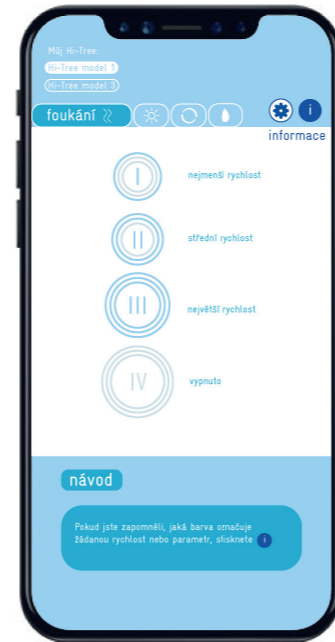 Můj Hi-Tree:
Hi-Tree model 1
Hi-Tree model 3
foukání
i
informace
I nejmenší rychlost
II střední rychlost
III největší rychlost
IV vypnuto
návod
Pokud jste zapomněli, jaká barva označuje
žádanou rychlost nebo parametr, stisknete i